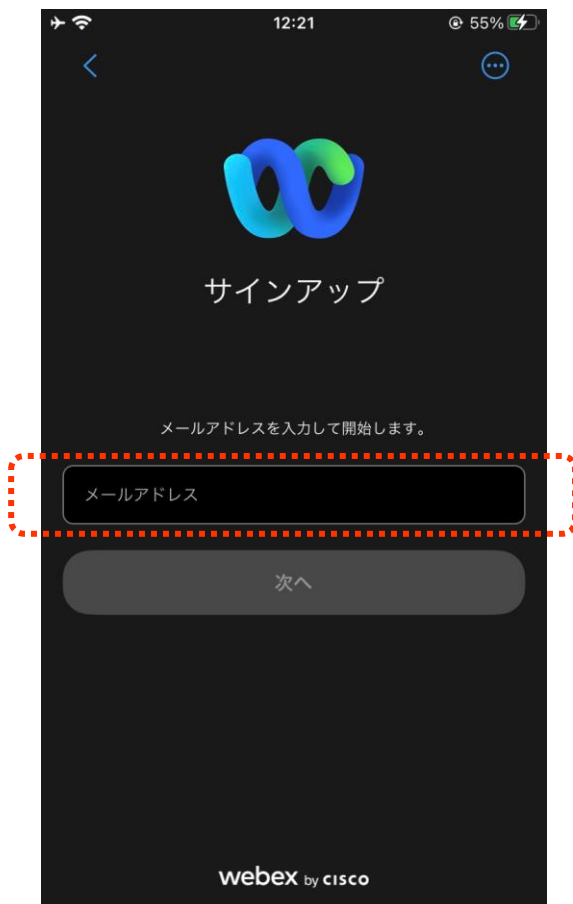 12:21
55%
サインアップ
メールアドレスを入力して開始します。
メールアドレス
次へ
webex by CISCO